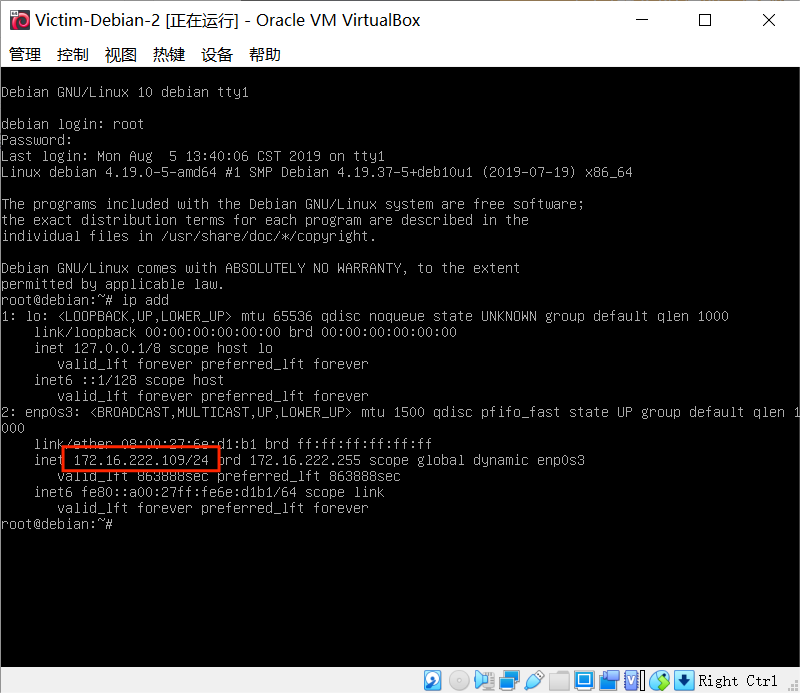 Victim-Debian-2 [正在运行] - Oracle VM VirtualBox
管理 控制 视图 热键 设备 帮助
Debian GNU/Linux 10 debian tty1
debian login: root
Password:
Last login: Mon Aug  5 13:40:06 CST 2019 on tty1
Linux debian 4.19.0-5-amd64 #1 SMP Debian 4.19.37-5+deb10u1 (2019-07-19) x86_64
The programs included with the Debian GNU/Linux system are free software;
the exact distribution terms for each program are described in the
individual files in /usr/share/doc/*/copyright.
Debian GNU/Linux comes with ABSOLUTELY NO WARRANTY, to the extent
permitted by applicable law.
root@debian:~# ip add
1: lo: <LOOPBACK,UP,LOWER_UP> mtu 65536 qdisc noqueue state UNKNOWN group default qlen 1000
link/loopback 00:00:00:00:00:00 brd 00:00:00:00:00:00
inet 127.0.0.1/8 scope host lo
valid_lft forever preferred_lft forever
inet6 ::1/128 scope host
valid_lft forever preferred_lft forever
2: enp0s3: <BROADCAST,MULTICAST,UP,LOWER_UP> mtu 1500 qdisc pfifo_fast state UP group default qlen 1
000
link/ether 08:00:27:6e:d1:b1 brd ff:ff:ff:ff:ff:ff
inet 172.16.222.109/24 brd 172.16.222.255 scope global dynamic enp0s3
valid_lft 863888sec preferred_lft 863888sec
inet6 fe80::a00:27ff:fe6e:d1b1/64 scope link
valid_lft forever preferred_lft forever
root@debian:~#
Right Ctrl